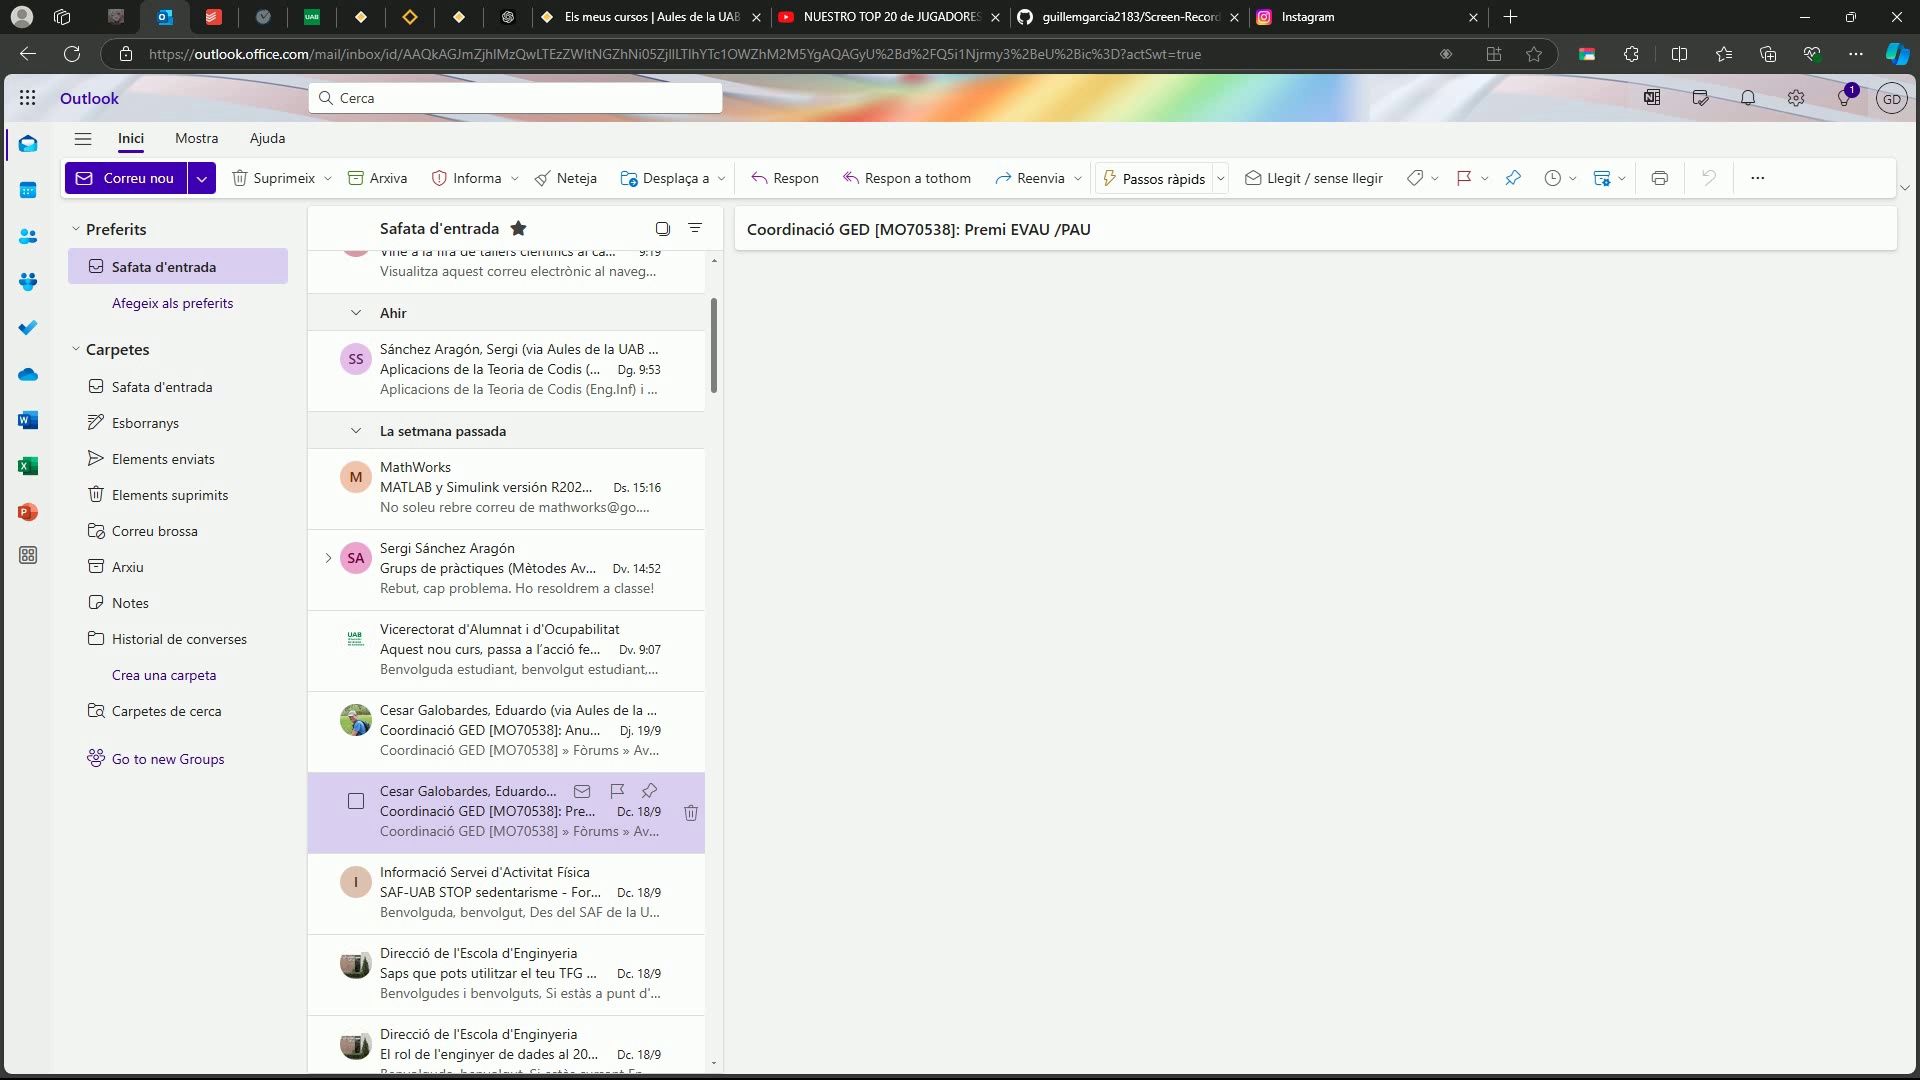 Els meus cursos | Aules de la UAB
NUESTRO TOP 20 de JUGADORES
guillemgarcia2183/Screen-Record
Instagram
https://outlook.office.com/mail/inbox/id/
Outlook
Cerca
1
GD
Inici
Mostra
Ajuda
Correu nou
Suprimeix
Arxiva
Informa
Neteja
Desplaça a
Respon
Respon a tothom
Reenvia
Passos ràpids
Llegit / sense llegir
Preferits
Safata d'entrada
Afegeix als preferits
Carpetes
Safata d'entrada
Esborranys
Elements enviats
Elements suprimits
Correu brossa
Arxiu
Notes
Historial de converses
Crea una carpeta
Carpetes de cerca
Go to new Groups
Safata d'entrada
Vine a la fira de tallers científics al ca... 9:19
Visualitza aquest correu electrònic al naveg...
Ahir
SS
Sánchez Aragón, Sergi (via Aules de la UAB ...
Aplicacions de la Teoria de Codis (... Dg. 9:53
Aplicacions de la Teoria de Codis (Eng.Inf) i ...
La setmana passada
M
MathWorks
MATLAB y Simulink versión R202... Ds. 15:16
No soleu rebre correu de mathworks@go....
SA
Sergi Sánchez Aragón
Grups de pràctiques (Mètodes Av... Dv. 14:52
Rebut, cap problema. Ho resoldrem a classe!
UAB
Vicerectorat d'Alumnat i d'Ocupabilitat
Aquest nou curs, passa a l'acció fe... Dv. 9:07
Benvolguda estudiant, benvolgut estudiant,...
Cesar Galobardes, Eduardo (via Aules de la ...
Coordinació GED [MO70538]: Anu... Dj. 19/9
Coordinació GED [MO70538] » Fòrums » Av...
Cesar Galobardes, Eduardo...
Coordinació GED [MO70538]: Pre... Dc. 18/9
Coordinació GED [MO70538] » Fòrums » Av...
I
Informació Servei d'Activitat Física
SAF-UAB STOP sedentarisme - For... Dc. 18/9
Benvolguda, benvolgut, Des del SAF de la U...
Direcció de l'Escola d'Enginyeria
Saps que pots utilitzar el teu TFG ... Dc. 18/9
Benvolgudes i benvolguts, Si estàs a punt d'...
Direcció de l'Escola d'Enginyeria
El rol de l'enginyer de dades al 20... Dc. 18/9
Coordinació GED [MO70538]: Premi EVAU /PAU